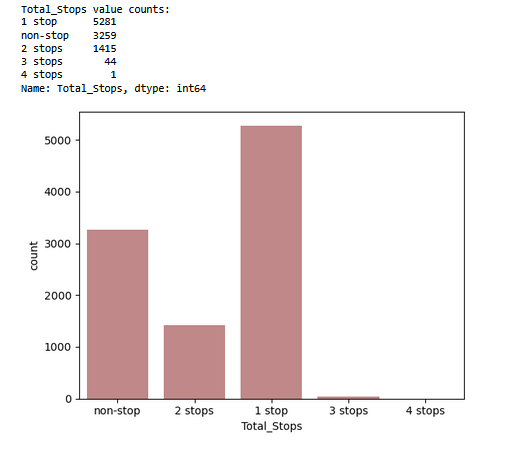 Total_Stops value counts:
1 stop 5281
non-stop 3259
2 stops 1415
3 stops 44
4 stops 1
Name: Total_Stops, dtype: int64
5000
4000
3000
2000
1000
0
count
non-stop 2 stops 1 stop 3 stops 4 stops
Total_Stops